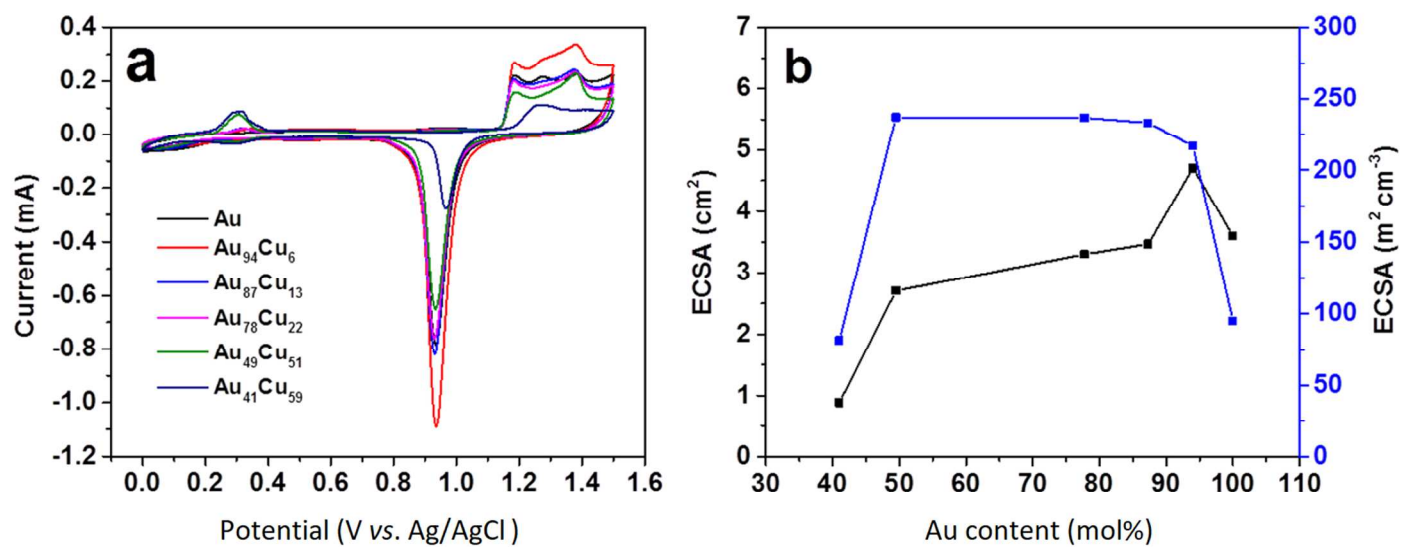 a
0.4
0.2
0.0
-0.2
-0.4
-0.6
-0.8
-1.0
-1.2
Current (mA)
Au
Au94Cu6
Au87Cu13
Au78Cu22
Au49Cu51
Au41Cu59
0.0 0.2 0.4 0.6 0.8 1.0 1.2 1.4 1.6
Potential (V vs. Ag/AgCl )
b
7
6
5
4
3
2
1
0
ECSA (cm²)
300
250
200
150
100
50
0
ECSA (m² cm⁻³)
30 40 50 60 70 80 90 100 110
Au content (mol%)